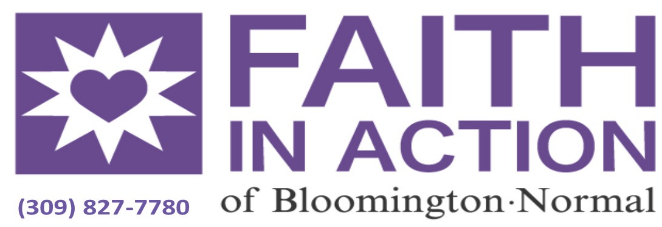 FAITH
IN ACTION
of Bloomington·Normal
(309) 827-7780